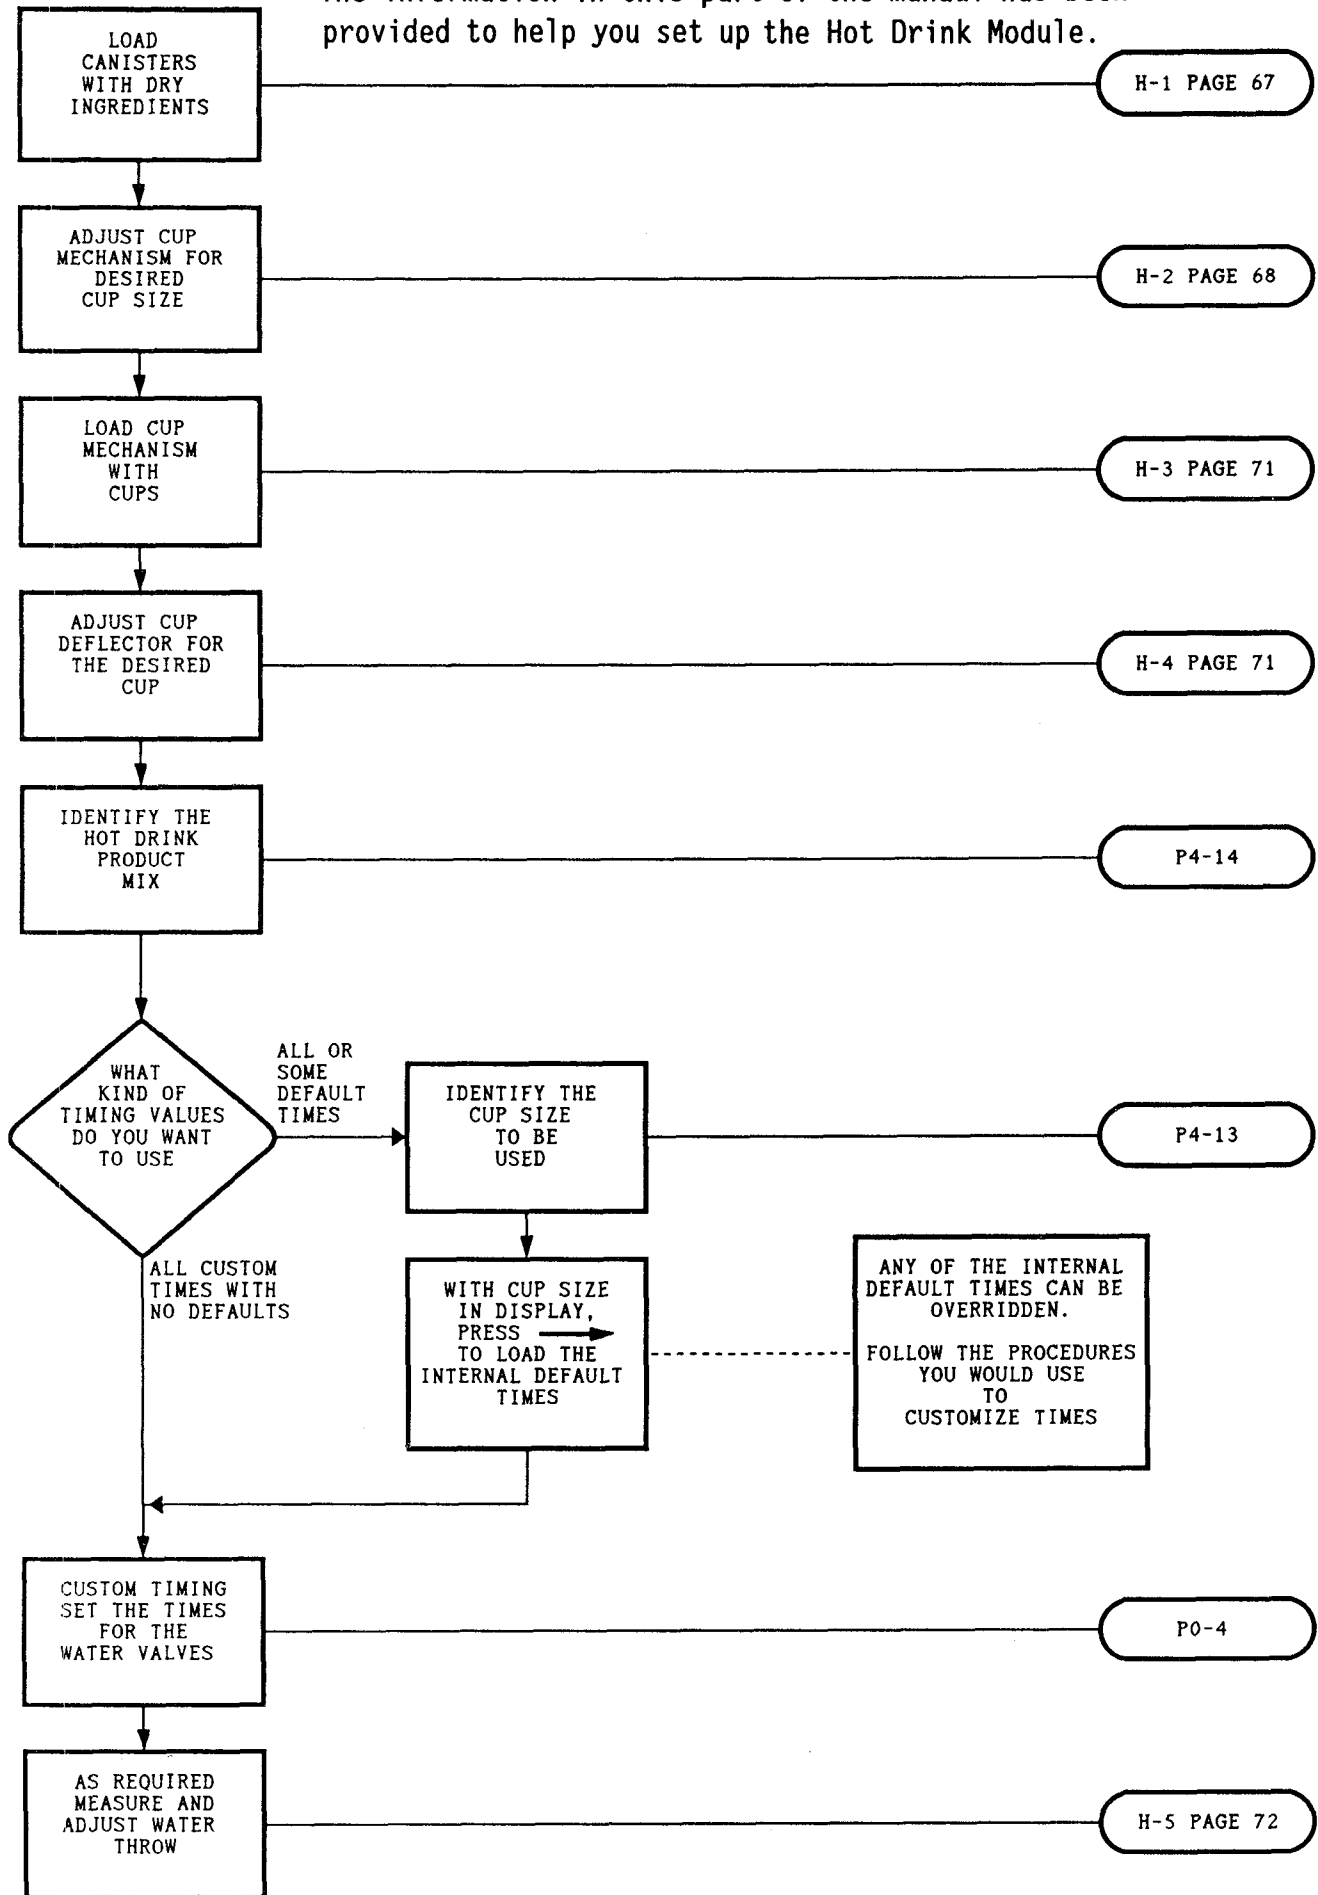 provided to help you set up the Hot Drink Module.
LOAD
CANISTERS
WITH DRY
INGREDIENTS
H-1 PAGE 67
ADJUST CUP
MECHANISM FOR
DESIRED
CUP SIZE
H-2 PAGE 68
LOAD CUP
MECHANISM
WITH
CUPS
H-3 PAGE 71
ADJUST CUP
DEFLECTOR FOR
THE DESIRED
CUP
H-4 PAGE 71
IDENTIFY THE
HOT DRINK
PRODUCT
MIX
P4-14
WHAT
KIND OF
TIMING VALUES
DO YOU WANT
TO USE
ALL OR
SOME
DEFAULT
TIMES
IDENTIFY THE
CUP SIZE
TO BE
USED
P4-13
ALL CUSTOM
TIMES WITH
NO DEFAULTS
WITH CUP SIZE
IN DISPLAY,
PRESS
TO LOAD THE
INTERNAL DEFAULT
TIMES
ANY OF THE INTERNAL
DEFAULT TIMES CAN BE
OVERRIDDEN.
FOLLOW THE PROCEDURES
YOU WOULD USE
TO
CUSTOMIZE TIMES
CUSTOM TIMING
SET THE TIMES
FOR THE
WATER VALVES
P0-4
AS REQUIRED
MEASURE AND
ADJUST WATER
THROW
H-5 PAGE 72